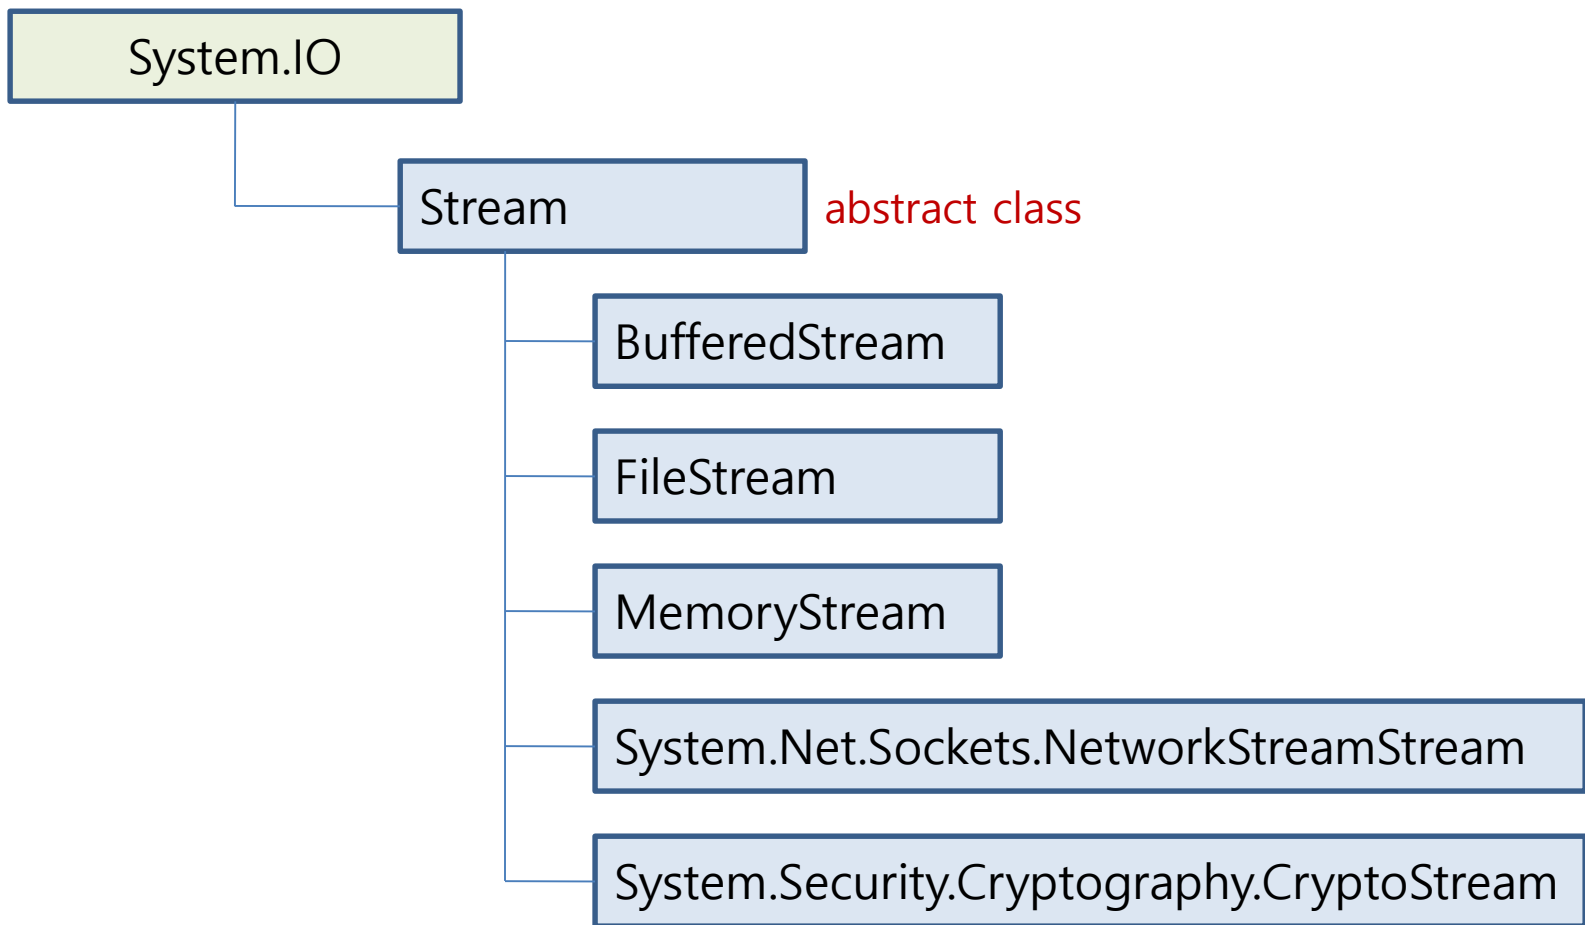 System.IO
Stream
abstract class
BufferedStream
FileStream
MemoryStream
System.Net.Sockets.NetworkStreamStream
System.Security.Cryptography.CryptoStream